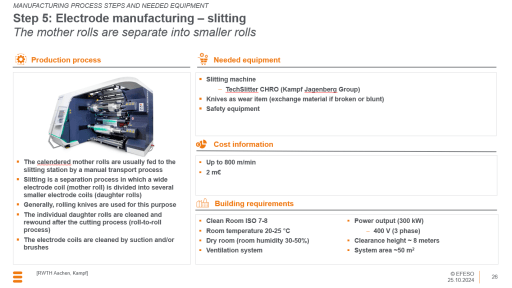 MANUFACTURING PROCESS STEPS AND NEEDED EQUIPMENT
Step 5: Electrode manufacturing – slitting
The mother rolls are separate into smaller rolls
Production process
The calendered mother rolls are usually fed to the
slitting station by a manual transport process
Slitting is a separation process in which a wide
electrode coil (mother roll) is divided into several
smaller electrode coils (daughter rolls)
Generally, rolling knives are used for this purpose
The individual daughter rolls are cleaned and
rewound after the cutting process (roll-to-roll
process)
The electrode coils are cleaned by suction and/or
brushes
Needed equipment
Slitting machine
– TechSlitter CHRO (Kampf Jagenberg Group)
Knives as wear item (exchange material if broken or blunt)
Safety equipment
Cost information
Up to 800 m/min
2 m€
Building requirements
Clean Room ISO 7-8
Room temperature 20-25 °C
Dry room (room humidity 30-50%)
Ventilation system
Power output (300 kW)
– 400 V (3 phase)
Clearance height ~ 8 meters
System area ~50 m²
[RWTH Aachen, Kampf]
© EFESO
25.10.2024
26